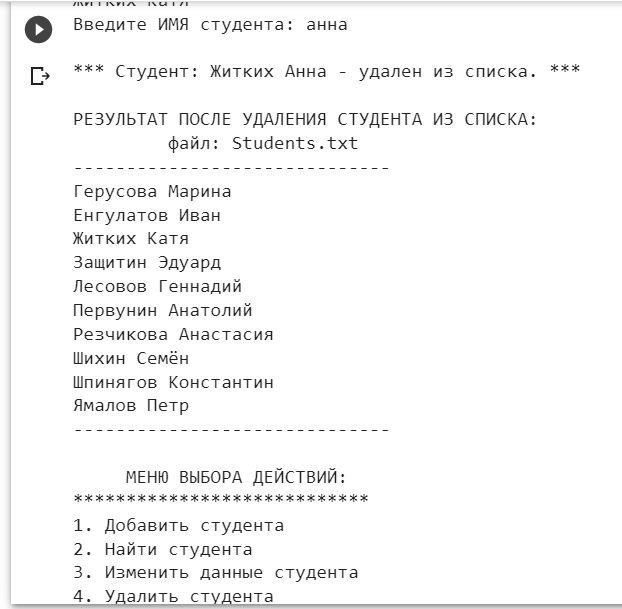 Житких Катя
Введите ИМЯ студента: анна
*** Студент: Житких Анна - удален из списка. ***
РЕЗУЛЬТАТ ПОСЛЕ УДАЛЕНИЯ СТУДЕНТА ИЗ СПИСКА:
файл: Students.txt
------------------------------
Герусова Марина
Енгулатов Иван
Житких Катя
Защитин Эдуард
Лесовов Геннадий
Первунин Анатолий
Резчикова Анастасия
Шихин Семён
Шпинягов Константин
Ямалов Петр
------------------------------
МЕНЮ ВЫБОРА ДЕЙСТВИЙ:
****************************
1. Добавить студента
2. Найти студента
3. Изменить данные студента
4. Удалить студента